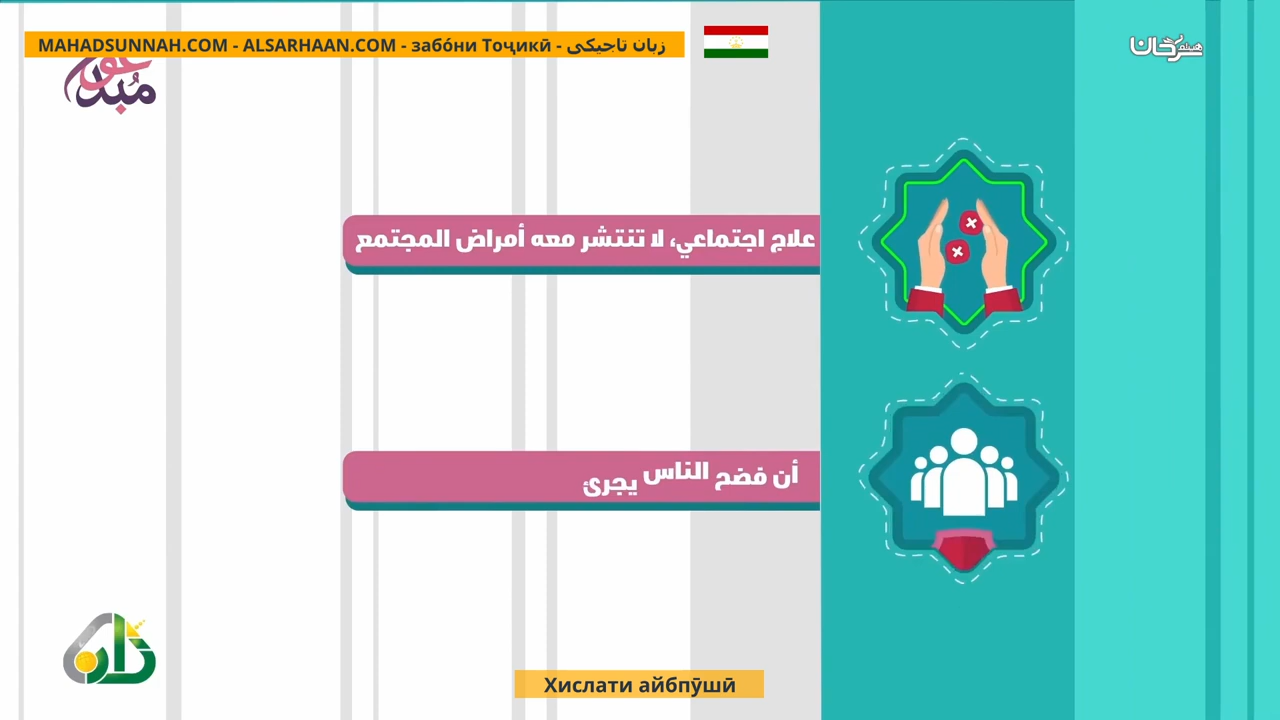 MAHADSUNNAH.COM - ALSARHAAN.COM - забо́ни Тоҷикӣ - زبان تاجیکی
علاج اجتماعي، لا تنتشر معه أمراض المجتمع
أن فضح الناس يجرئ
Хислати айбпӯшӣ